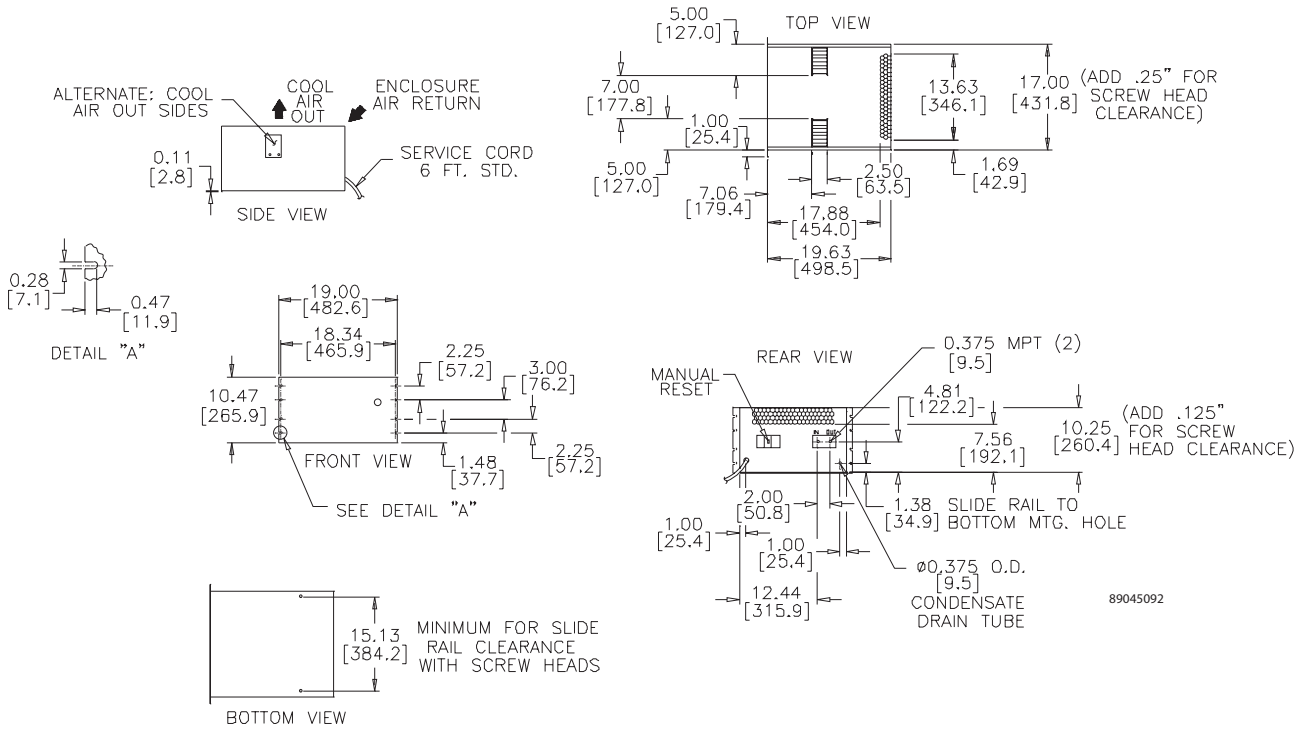 ALTERNATE: COOL
AIR OUT SIDES
COOL
AIR
OUT
ENCLOSURE
AIR RETURN
0.11
[2.8]
SERVICE CORD
6 FT. STD.
SIDE VIEW
TOP VIEW
5.00
[127.0]
7.00
[177.8]
1.00
[25.4]
5.00
[127.0]
7.06
[179.4]
2.50
[63.5]
17.88
[454.0]
19.63
[498.5]
13.63
[346.1]
17.00
[431.8]
(ADD .25" FOR
SCREW HEAD
CLEARANCE)
1.69
[42.9]
0.28
[7.1]
0.47
[11.9]
DETAIL "A"
19.00
[482.6]
18.34
[465.9]
2.25
[57.2]
3.00
[76.2]
10.47
[265.9]
FRONT VIEW
1.48
[37.7]
2.25
[57.2]
SEE DETAIL "A"
REAR VIEW
0.375 MPT (2)
[9.5]
MANUAL
RESET
IN OUT
4.81
[122.2]
7.56
[192.1]
10.25
[260.4]
(ADD .125"
FOR SCREW
HEAD CLEARANCE)
2.00
[50.8]
1.38
[34.9]
SLIDE RAIL TO
BOTTOM MTG. HOLE
1.00
[25.4]
1.00
[25.4]
12.44
[315.9]
Ø0.375 O.D.
[9.5]
CONDENSATE
DRAIN TUBE
89045092
15.13
[384.2]
MINIMUM FOR SLIDE
RAIL CLEARANCE
WITH SCREW HEADS
BOTTOM VIEW